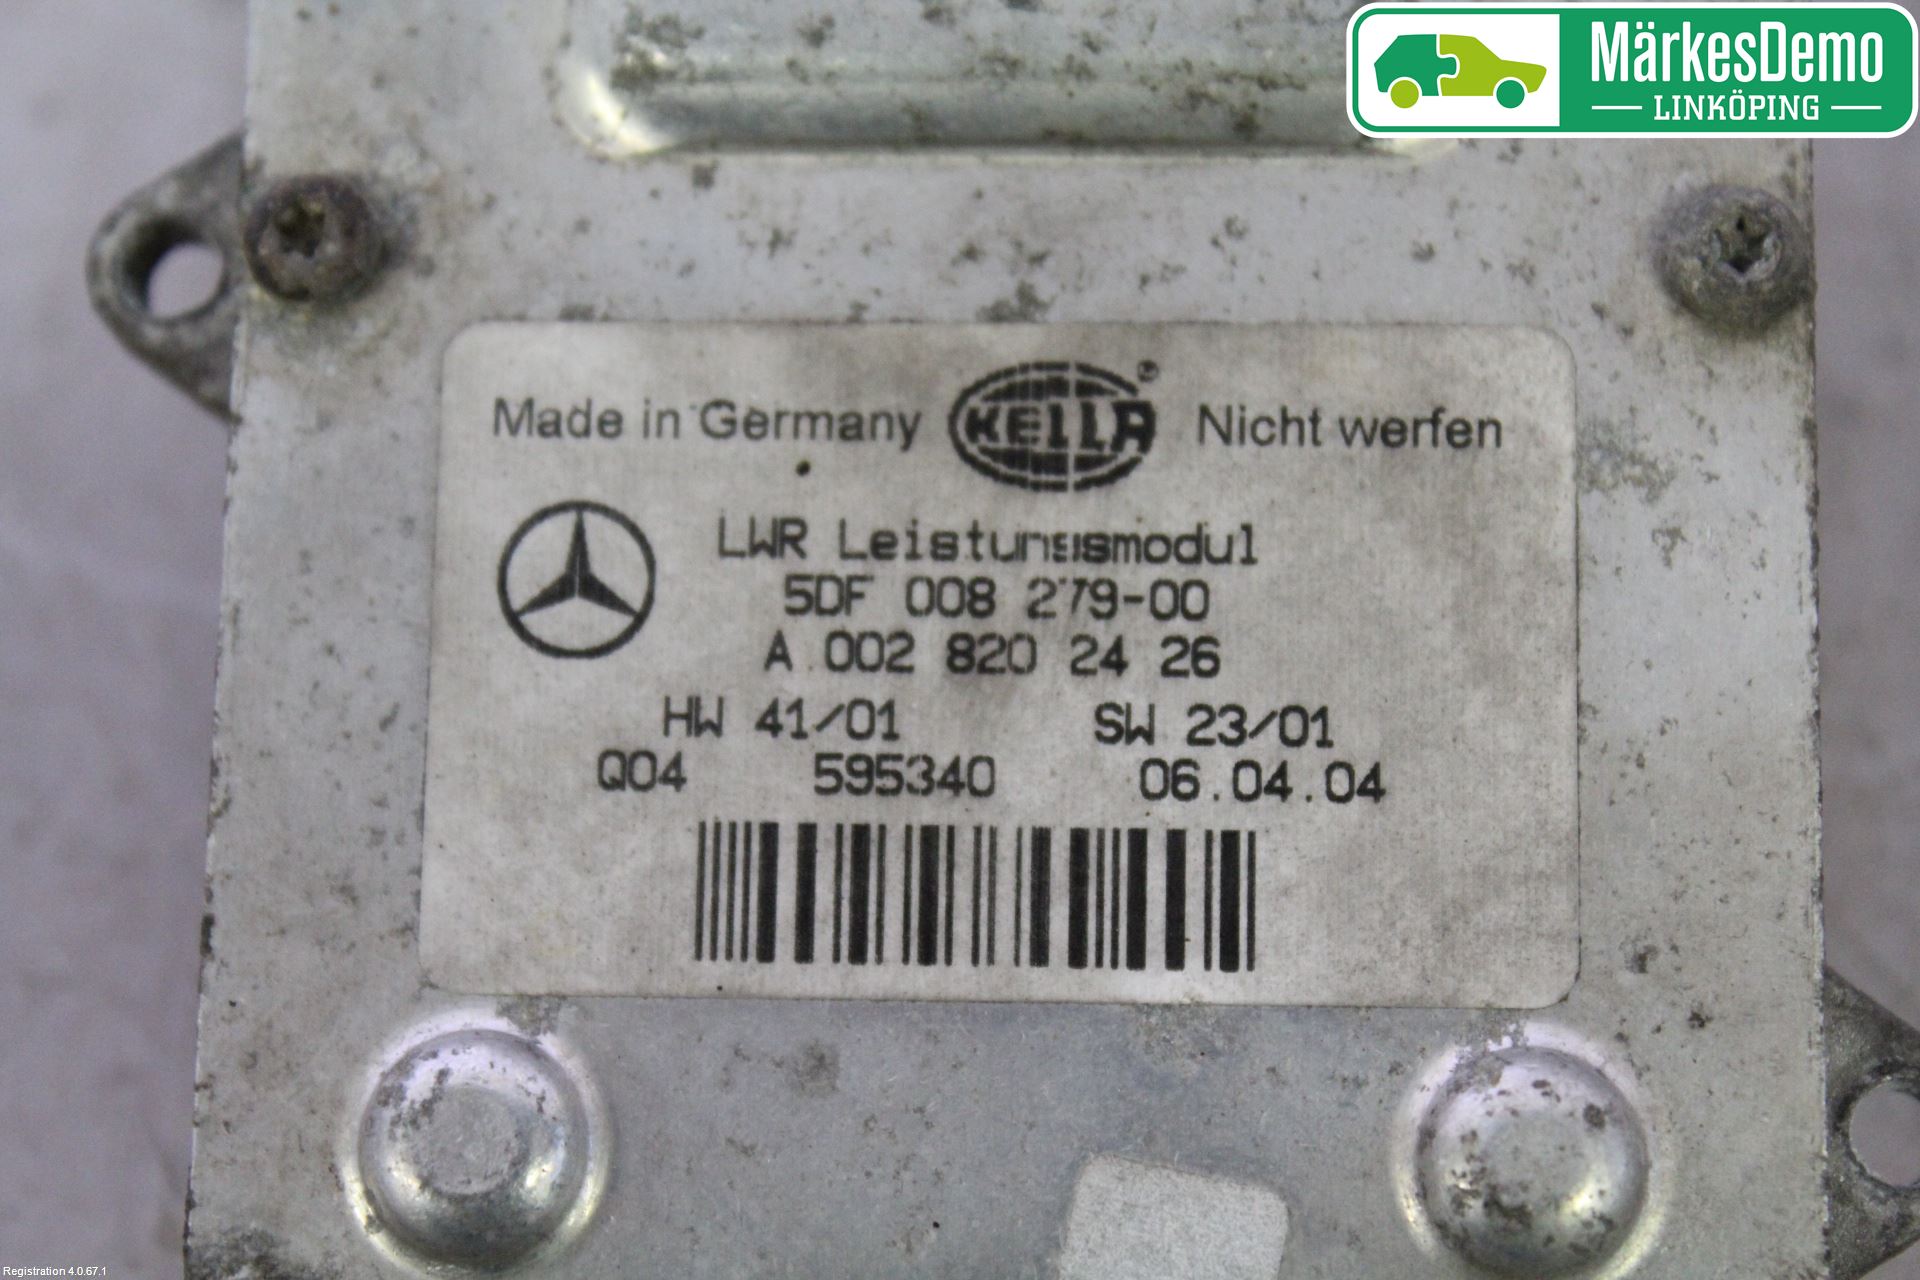 MärkesDemo
LINKÖPING
Made in Germany HELLA ® Nicht werfen
LWR Leistungsmodul
5DF 008 279-00
A 002 820 24 26
HW 41/01 SW 23/01
Q04 595340 06.04.04
Registration 4.0.67.1